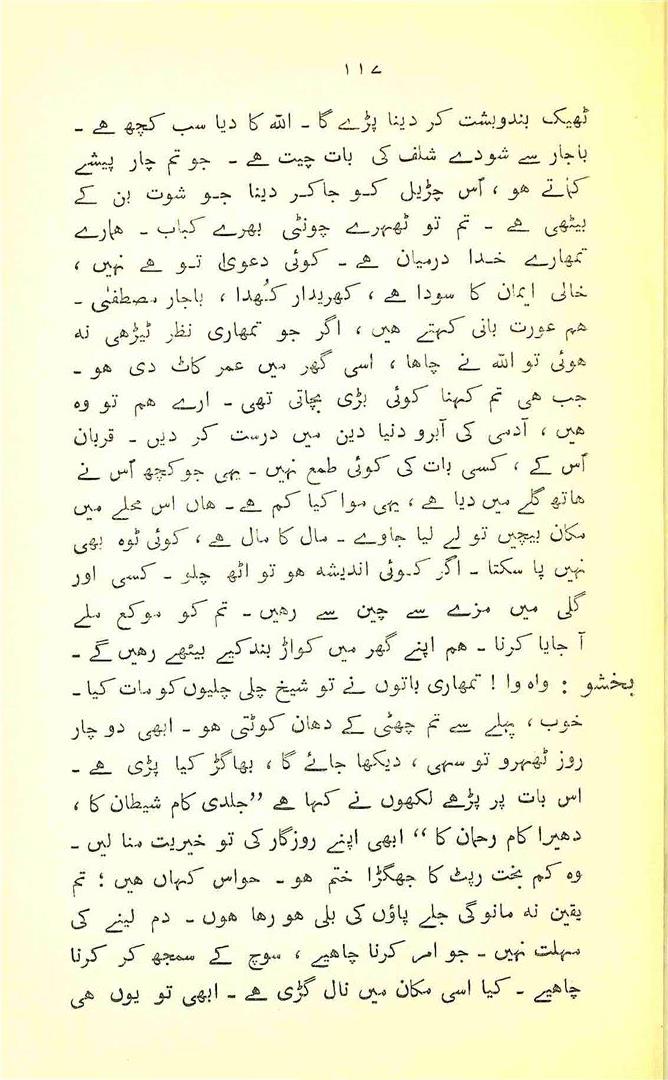 ۱۱۷
ٹھیک بندوبشت کر دینا پڑے گا ۔ اللہ کا دیا سب کچھ ہے ۔
باجار سے شودے شلف کی بات چیت ہے ۔ جو تم چار پیشے
کماتے ہو ، اُس چڑیل کو جاکر دینا جو شوت بن کے
بیٹھی ہے ۔ تم تو ٹھہرے چونٹی بھرے کباب ۔ ہمارے
تمھارے خدا درمیان ہے ۔ کوئی دعویٰ تو ہے نہیں ،
خالی ایمان کا سودا ہے ، کھریدار کُھدا ، باجار مصطفیٰ ۔
ہم عورت بانی کہتے ہیں ، اگر جو تمھاری نظر ٹیڑھی نہ
ہوئی تو اللہ نے چاہا ، اسی گھر میں عمر کاٹ دی ہو ۔
جب ہی تم کہنا کوئی بڑی بچاتی تھی ۔ ارے ہم تو وہ
ہیں ، آدمی کی آبرو دنیا دین میں درست کر دیں ۔ قربان
اُس کے ، کسی بات کی کوئی طمع نہیں ۔ یہی جو کچھ اُس نے
ہاتھ گلے میں دیا ہے ، یہی موا کیا کم ہے ۔ ہاں اس محلے میں
مکان بیچیں تو لے لیا جاوے ۔ مال کا مال ہے ، کوئی ٹوہ بھی
نہیں پا سکتا ۔ اگر کوئی اندیشہ ہو تو اٹھ چلو ۔ کسی اور
گلی میں مزے سے چین سے رہیں ۔ تم کو موکع ملے
آ جایا کرنا ۔ ہم اپنے گھر میں کواڑ بند کیے بیٹھے رہیں گے ۔
بخشو : واہ وا ! تمھاری باتوں نے تو شیخ چلی چلیوں کو مات کیا ۔
خوب ، پہلے سے تم چھٹی کے دھان کوٹتی ہو ۔ ابھی دو چار
روز ٹھہرو تو سہی ، دیکھا جائے گا ، بھاگڑ کیا پڑی ہے ۔
اس بات پر پڑھے لکھوں نے کہا ہے ”جلدی کام شیطان کا ،
دھیرا کام رحمان کا “ ابھی اپنے روزگار کی تو خیریت منا لیں ۔
وہ کم بخت رپٹ کا جھگڑا ختم ہو ۔ حواس کہاں ہیں ؛ تم
یقین نہ مانوگی جلے پاؤں کی بلی ہو رہا ہوں ۔ دم لینے کی
مہلت نہیں ۔ جو امر کرنا چاہیے ، سوچ کے سمجھ کر کرنا
چاہیے ۔ کیا اسی مکان میں نال گڑی ہے ۔ ابھی تو یوں ہی